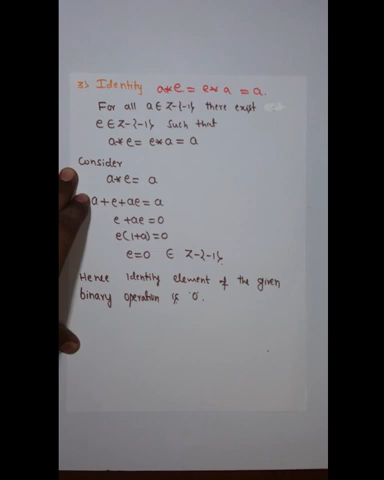 3) Identity a*e = e*a = a.
For all a ∈ Z-{-1} there exist
e ∈ Z-{-1} such that
a*e = e*a = a
Consider
a*e = a
a+e+ae = a
e+ae=0
e(1+a)=0
e=0 ∈ Z-{-1}.
Hence Identity element of the given
binary operation is '0'.